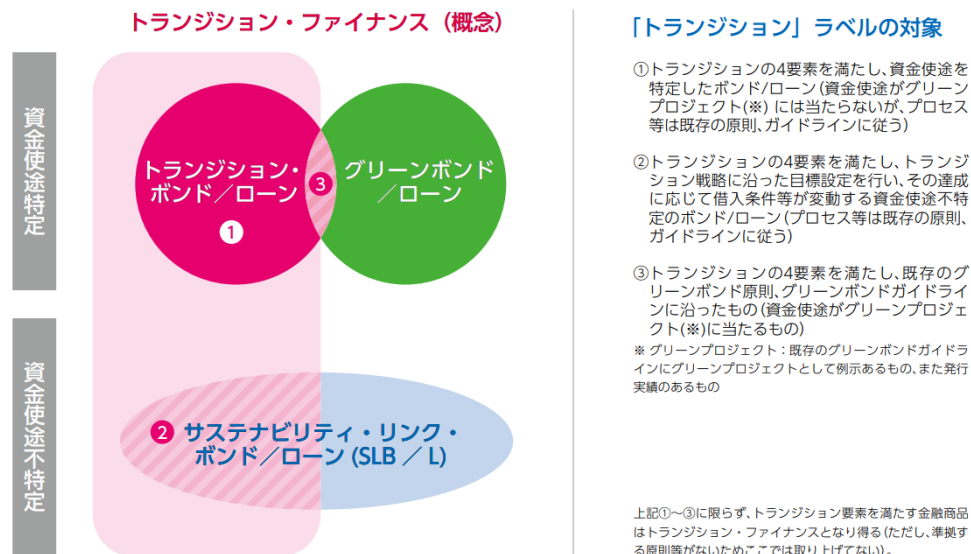 トランジション・ファイナンス（概念）
資金使途特定
トランジション・
ボンド／ローン
1
3
グリーンボンド
／ローン
資金使途不特定
2 サステナビリティ・リンク・
ボンド／ローン (SLB ／ L)
「トランジション」ラベルの対象
①トランジションの4要素を満たし、資金使途を
特定したボンド/ローン(資金使途がグリーン
プロジェクト(※) には当たらないが、プロセス
等は既存の原則、ガイドラインに従う)
②トランジションの4要素を満たし、トランジ
ション戦略に沿った目標設定を行い、その達成
に応じて借入条件等が変動する資金使途不特
定のボンド/ローン(プロセス等は既存の原則、
ガイドラインに従う)
③トランジションの4要素を満たし、既存のグ
リーンボンド原則、グリーンボンドガイドライ
ンに沿ったもの(資金使途がグリーンプロジェ
クト(※)に当たるもの)
※ グリーンプロジェクト：既存のグリーンボンドガイドラ
インにグリーンプロジェクトとして例示あるもの、また発行
実績のあるもの
上記①～③に限らず、トランジション要素を満たす金融商品
はトランジション・ファイナンスとなり得る(ただし、準拠す
る原則等がないためここでは取り上げてない)。